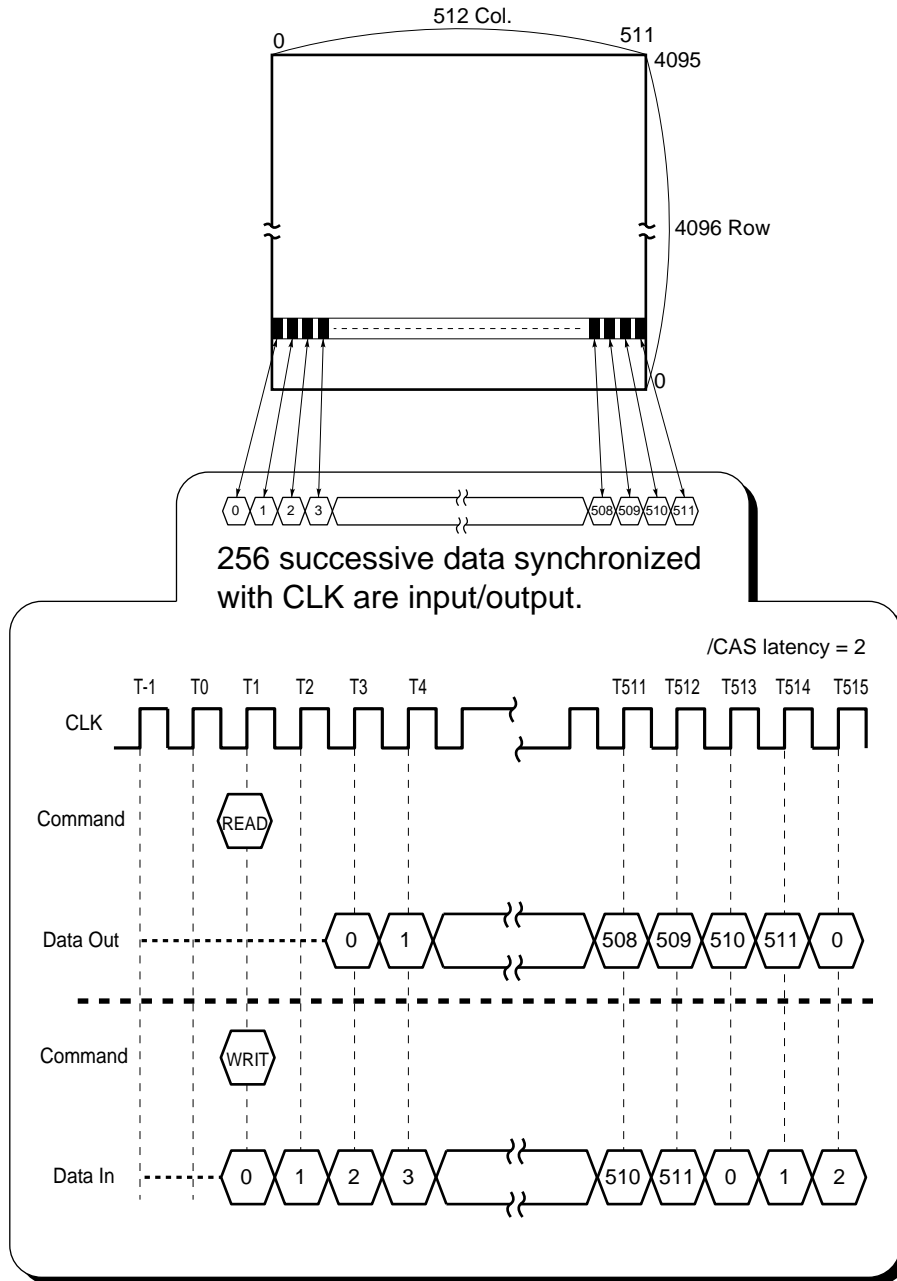 512 Col.
0 511
4095
4096 Row
0
0 1 2 3 508 509 510 511
256 successive data synchronized
with CLK are input/output.
/CAS latency = 2
T-1 T0 T1 T2 T3 T4 T511 T512 T513 T514 T515
CLK
Command READ
Data Out 0 1 508 509 510 511 0
Command WRIT
Data In 0 1 2 3 510 511 0 1 2